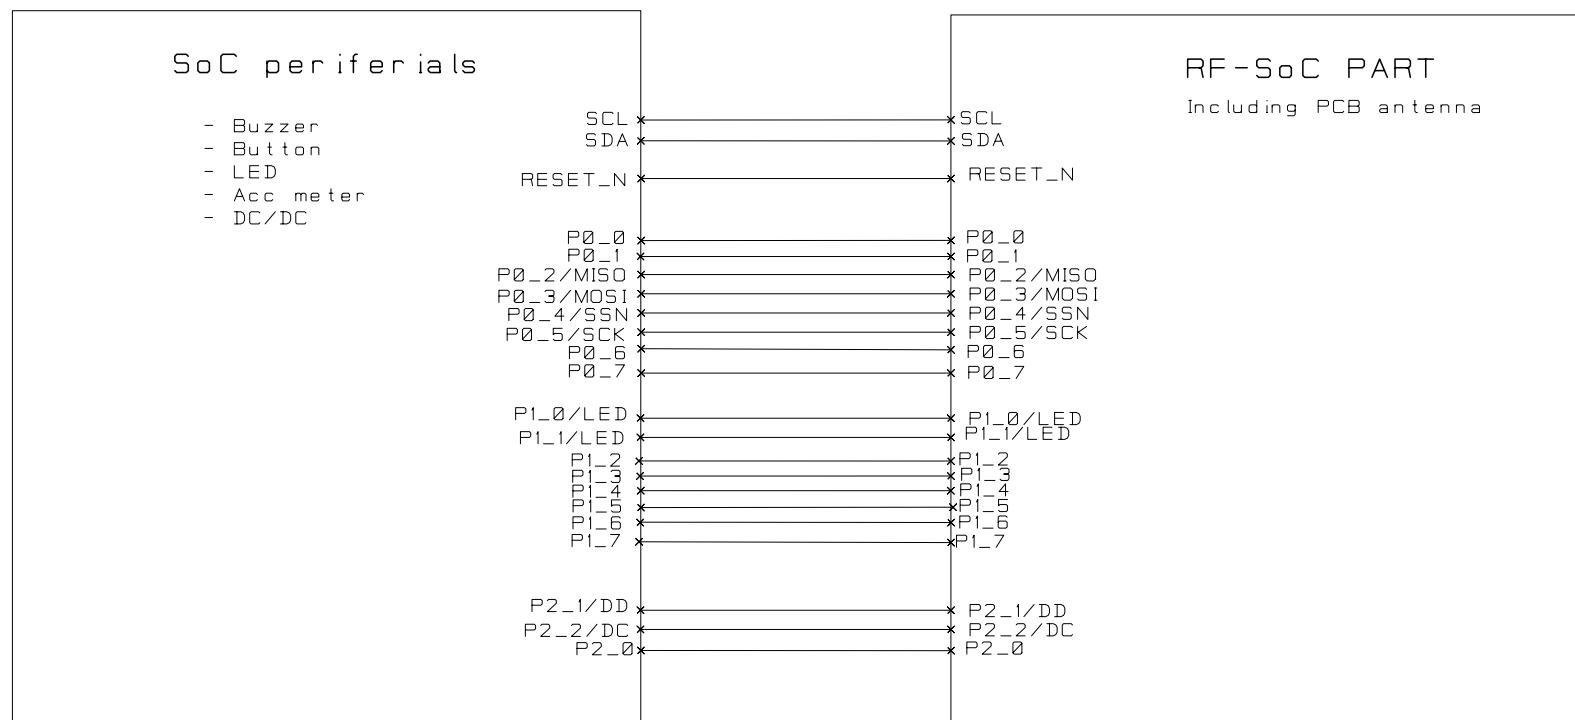 SoC periferials
- Buzzer
- Button
- LED
- Acc meter
- DC/DC
SCL
SDA
RESET_N
P0_0
P0_1
P0_2/MISO
P0_3/MOSI
P0_4/SSN
P0_5/SCK
P0_6
P0_7
P1_0/LED
P1_1/LED
P1_2
P1_3
P1_4
P1_5
P1_6
P1_7
P2_1/DD
P2_2/DC
P2_0
RF-SoC PART
Including PCB antenna
SCL
SDA
RESET_N
P0_0
P0_1
P0_2/MISO
P0_3/MOSI
P0_4/SSN
P0_5/SCK
P0_6
P0_7
P1_0/LED
P1_1/LED
P1_2
P1_3
P1_4
P1_5
P1_6
P1_7
P2_1/DD
P2_2/DC
P2_0